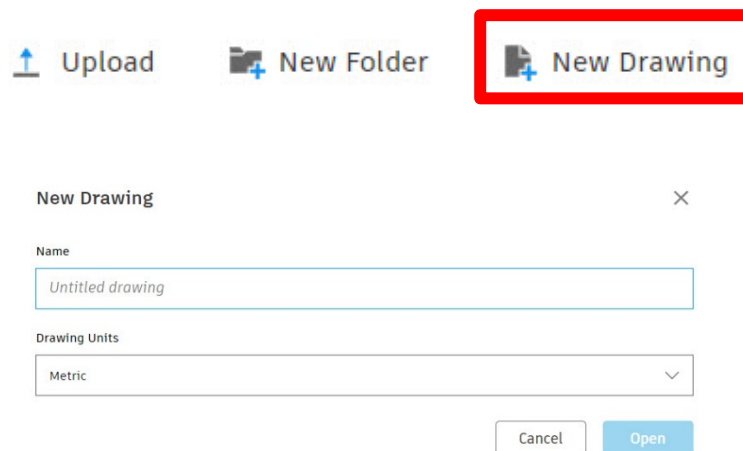 Upload New Folder New Drawing
New Drawing
Name
Untitled drawing
Drawing Units
Metric
Cancel Open